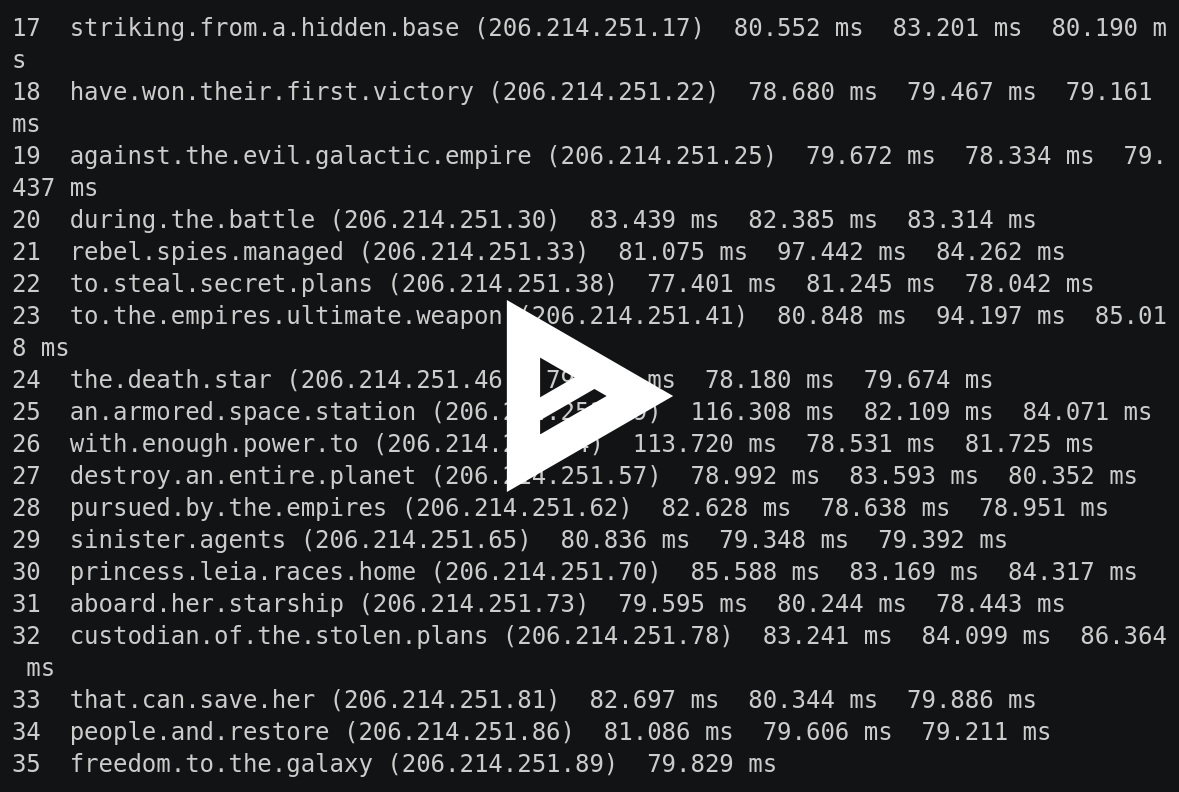 17  striking.from.a.hidden.base (206.214.251.17)  80.552 ms  83.201 ms  80.190 m
s
18  have.won.their.first.victory (206.214.251.22)  78.680 ms  79.467 ms  79.161
ms
19  against.the.evil.galactic.empire (206.214.251.25)  79.672 ms  78.334 ms  79.
437 ms
20  during.the.battle (206.214.251.30)  83.439 ms  82.385 ms  83.314 ms
21  rebel.spies.managed (206.214.251.33)  81.075 ms  97.442 ms  84.262 ms
22  to.steal.secret.plans (206.214.251.38)  77.401 ms  81.245 ms  78.042 ms
23  to.the.empires.ultimate.weapon (206.214.251.41)  80.848 ms  94.197 ms  85.01
8 ms
24  the.death.star (206.214.251.46 ms  78.180 ms  79.674 ms
25  an.armored.space.station 116.308 ms  82.109 ms  84.071 ms
26  with.enough.power.to 113.720 ms  78.531 ms  81.725 ms
27  destroy.an.entire.planet (206.214.251.57)  78.992 ms  83.593 ms  80.352 ms
28  pursued.by.the.empires (206.214.251.62)  82.628 ms  78.638 ms  78.951 ms
29  sinister.agents (206.214.251.65)  80.836 ms  79.348 ms  79.392 ms
30  princess.leia.races.home (206.214.251.70)  85.588 ms  83.169 ms  84.317 ms
31  aboard.her.starship (206.214.251.73)  79.595 ms  80.244 ms  78.443 ms
32  custodian.of.the.stolen.plans (206.214.251.78)  83.241 ms  84.099 ms  86.364
 ms
33  that.can.save.her (206.214.251.81)  82.697 ms  80.344 ms  79.886 ms
34  people.and.restore (206.214.251.86)  81.086 ms  79.606 ms  79.211 ms
35  freedom.to.the.galaxy (206.214.251.89)  79.829 ms